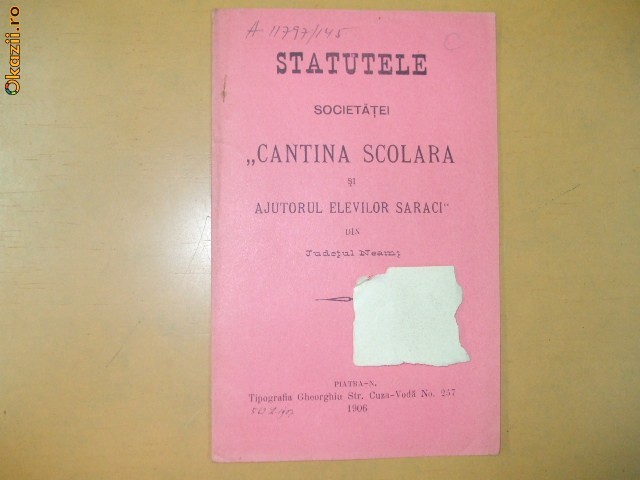 Okazii.ro
A 11797/145
C
STATUTELE
SOCIETĂȚEI
„CANTINA SCOLARA
ȘI
AJUTORUL ELEVILOR SARACI"
DIN
Județul Neamț
PIATRA-N.
Tipografia Gheorghiu Str. Cuza-Vodă No. 257
1906